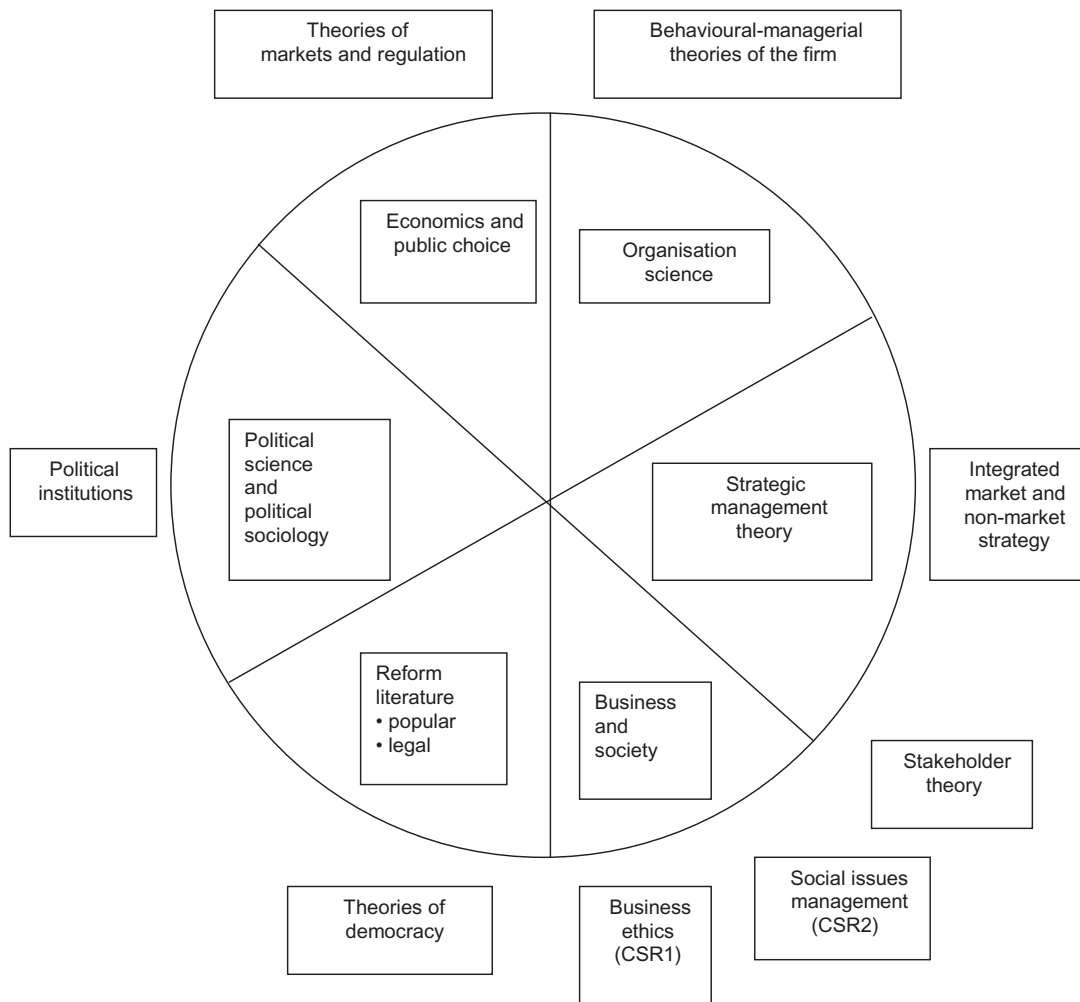 Theories of
markets and regulation
Behavioural-managerial
theories of the firm
Economics and
public choice
Organisation
science
Political
institutions
Political
science
and
political
sociology
Strategic
management
theory
Integrated
market and
non-market
strategy
Reform
literature
• popular
• legal
Business
and
society
Stakeholder
theory
Theories of
democracy
Business
ethics
(CSR1)
Social issues
management
(CSR2)